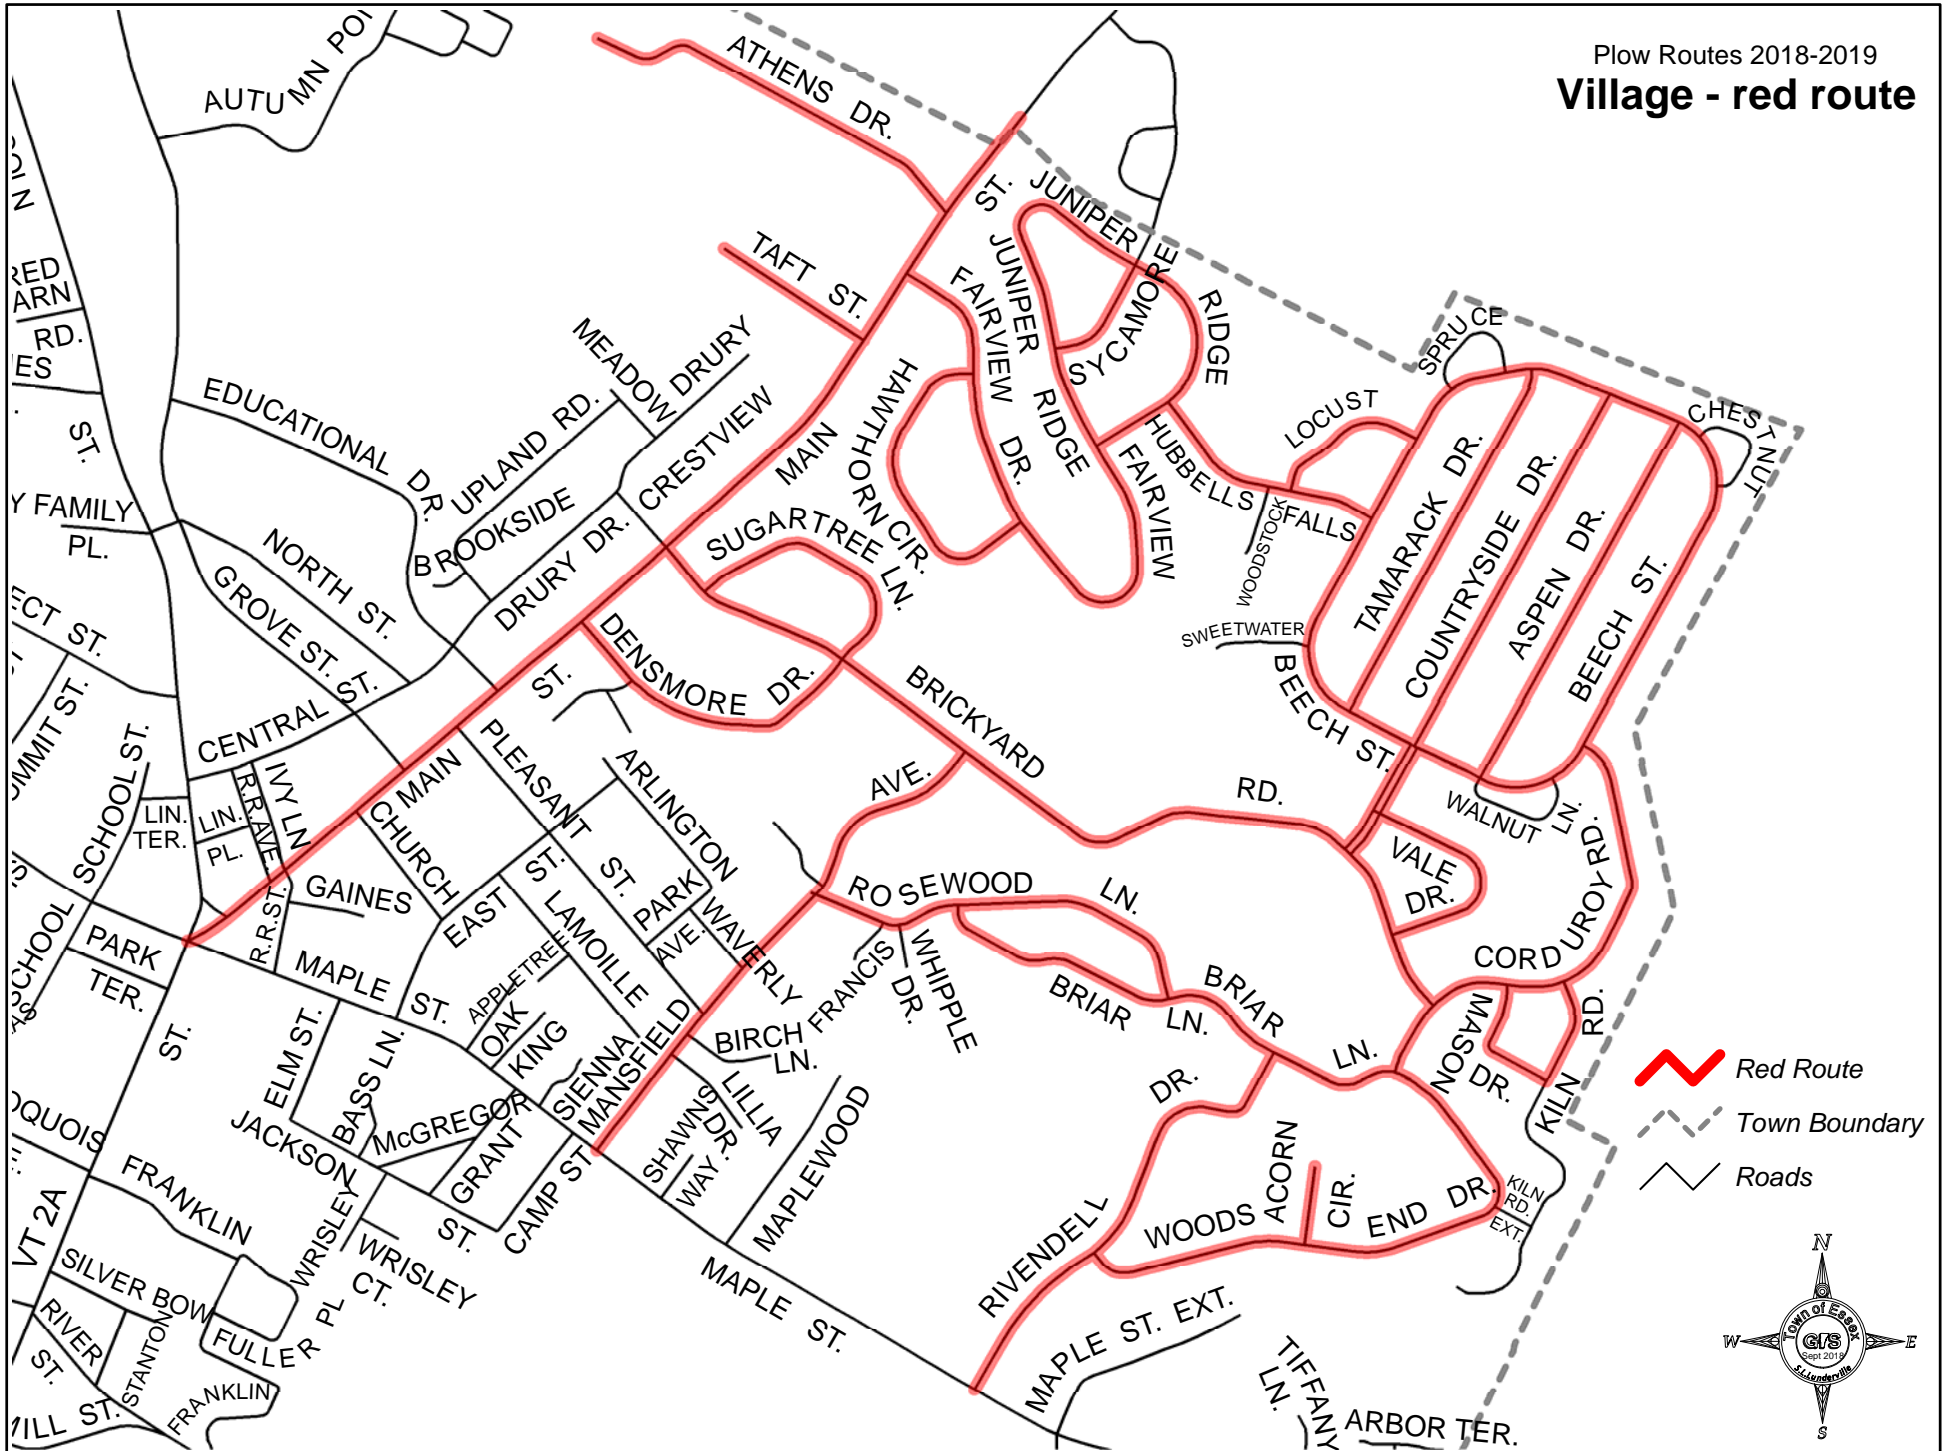 Plow Routes 2018-2019
Village - red route
AUTUMN
ATHENS DR.
ST.
JUNIPER
RIDGE
TAFT ST.
FAIRVIEW DR.
JUNIPER RIDGE
SYCAMORE
SPRUCE
CHESTNUT
LOCUST
RD.
ST.
MEADOW
DRURY
EDUCATIONAL DR.
UPLAND RD.
CRESTVIEW
MAIN
HAWTHORN CIR.
FAIRVIEW
HUBBELLS FALLS
WOODSTOCK
TAMARACK DR.
COUNTRYSIDE DR.
ASPEN DR.
BEECH ST.
Y FAMILY
PL.
NORTH ST.
BROOKSIDE
DRURY DR.
SUGARTREE LN.
GROVE ST.
SWEETWATER
BEECH ST.
ECT ST.
DENSMORE DR.
ST.
BRICKYARD
RD.
SCHOOL ST.
CENTRAL ST.
MAIN
PLEASANT ST.
ARLINGTON
AVE.
WALNUT LN.
LIN.
TER.
LIN.
PL.
R.R.AVE
IVY LN
CHURCH
VALE
DR.
GAINES
R.R.ST.
EAST ST.
LAMOILLE
PARK
AVE.
WAVERLY
ROSEWOOD LN.
CORDUROY RD.
PARK
TER.
MAPLE ST.
APPLETREE
OAK
KING
SIENNA
MANSFIELD
FRANCIS
WHIPPLE
DR.
BRIAR LN.
BRIAR LN.
MASON
DR.
KILN
RD.
ST.
ELM ST.
BASS LN.
BIRCH
LN.
LILLIA
DR.
SHAWNS
WAY
MAPLEWOOD
DR.
McGREGOR
JACKSON
ST.
GRANT
CAMP ST
FRANKLIN
WRISLEY
WRISLEY
CT.
RIVENDELL
WOODS
ACORN
CIR.
END DR.
KILN
RD.
EXT.
VT 2A
SILVER BOW
RIVER
ST.
STANTON
FULLER PL
FRANKLIN
MAPLE ST.
MAPLE ST. EXT.
TIFFANY
LN.
ARBOR TER.
Red Route
Town Boundary
Roads
N
W
E
S
Town of Essex
GIS
Sept 2018
S.L.Lunderville